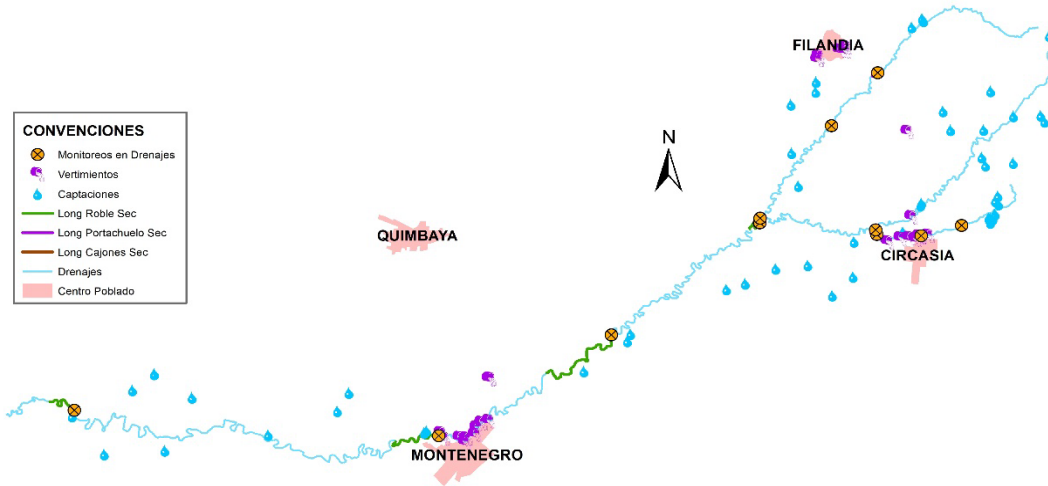 FILANDIA
CONVENCIONES
Monitoreos en Drenajes
Vertimientos
Captaciones
Long Roble Sec
Long Portachuelo Sec
Long Cajones Sec
Drenajes
Centro Poblado
N
QUIMBAYA
CIRCASIA
MONTENEGRO